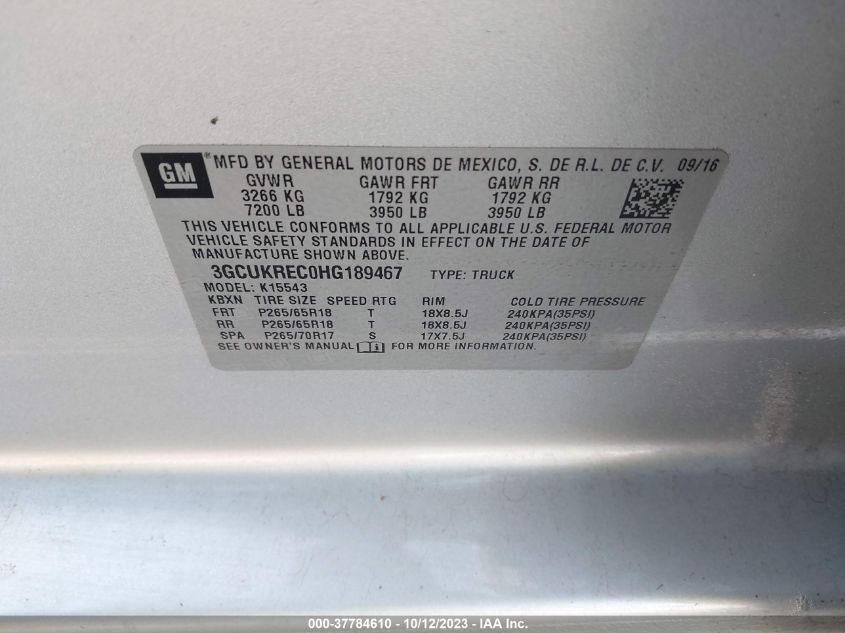 GM ® MFD BY GENERAL MOTORS DE MEXICO, S. DE R.L. DE C.V. 09/16
GVWR GAWR FRT GAWR RR
3266 KG 1792 KG 1792 KG
7200 LB 3950 LB 3950 LB
THIS VEHICLE CONFORMS TO ALL APPLICABLE U.S. FEDERAL MOTOR
VEHICLE SAFETY STANDARDS IN EFFECT ON THE DATE OF
MANUFACTURE SHOWN ABOVE.
3GCUKREC0HG189467 TYPE: TRUCK
MODEL: K15543
KBXN TIRE SIZE SPEED RTG RIM COLD TIRE PRESSURE
FRT P265/65R18 T 18X8.5J 240KPA(35PSI)
RR P265/65R18 T 18X8.5J 240KPA(35PSI)
SPA P265/70R17 S 17X7.5J 240KPA(35PSI)
SEE OWNER'S MANUAL FOR MORE INFORMATION.
000-37784610 - 10/12/2023 - IAA Inc.